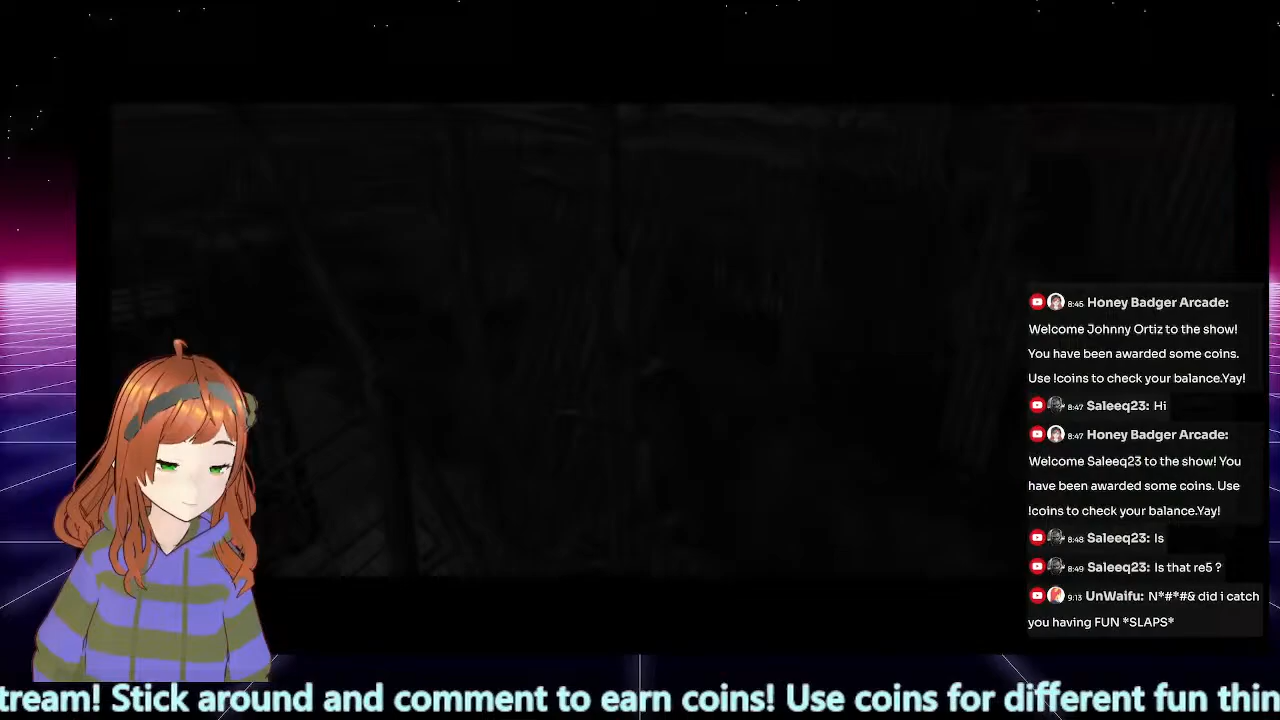 8:45 Honey Badger Arcade:
Welcome Johnny Ortiz to the show!
You have been awarded some coins.
Use !coins to check your balance.Yay!
8:47 Saleeq23: Hi
8:47 Honey Badger Arcade:
Welcome Saleeq23 to the show! You
have been awarded some coins. Use
!coins to check your balance.Yay!
8:48 Saleeq23: Is
8:49 Saleeq23: Is that re5 ?
9:13 UnWaifu: N*#*#& did i catch
you having FUN *SLAPS*
tream! Stick around and comment to earn coins! Use coins for different fun thin